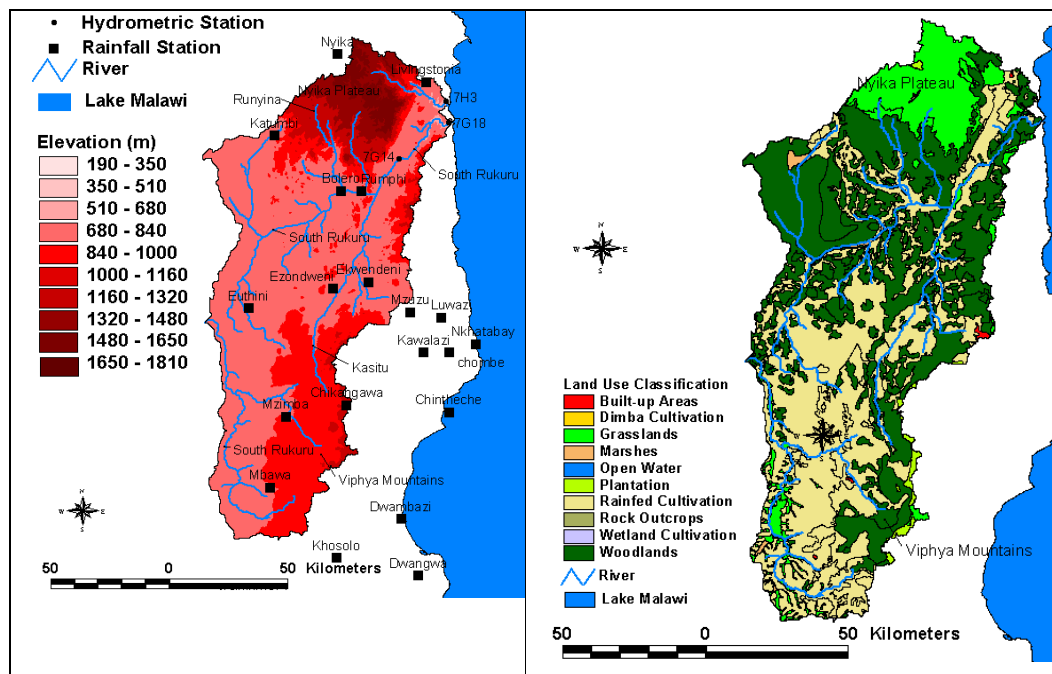 Hydrometric Station
Rainfall Station
River
Lake Malawi
Elevation (m)
190 - 350
350 - 510
510 - 680
680 - 840
840 - 1000
1000 - 1160
1160 - 1320
1320 - 1480
1480 - 1650
1650 - 1810
Nyika
Livingstonia
Nyika Plateau
7H3
Runyina
7G18
Katumbi
7G14
South Rukuru
Bolero
Rumphi
South Rukuru
Ezondweni
Ekwendeni
Euthini
Mzuzu
Luwazi
Nkhatabay
Kawalazi
chombe
Kasitu
Chikangawa
Mzimba
Chintheche
South Rukuru
Viphya Mountains
Mbawa
Dwambazi
Khosolo
Dwangwa
N
W E
S
50 0 50 Kilometers
Nyika Plateau
N
W E
S
Land Use Classification
Built-up Areas
Dimba Cultivation
Grasslands
Marshes
Open Water
Plantation
Rainfed Cultivation
Rock Outcrops
Wetland Cultivation
Woodlands
River
Lake Malawi
N
W E
S
Viphya Mountains
50 0 50 Kilometers